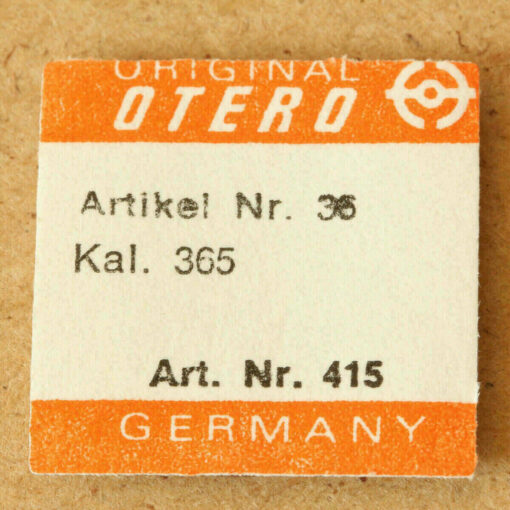 ORIGINAL
OTERO
Artikel Nr. 36
Kal. 365
Art. Nr. 415
GERMANY